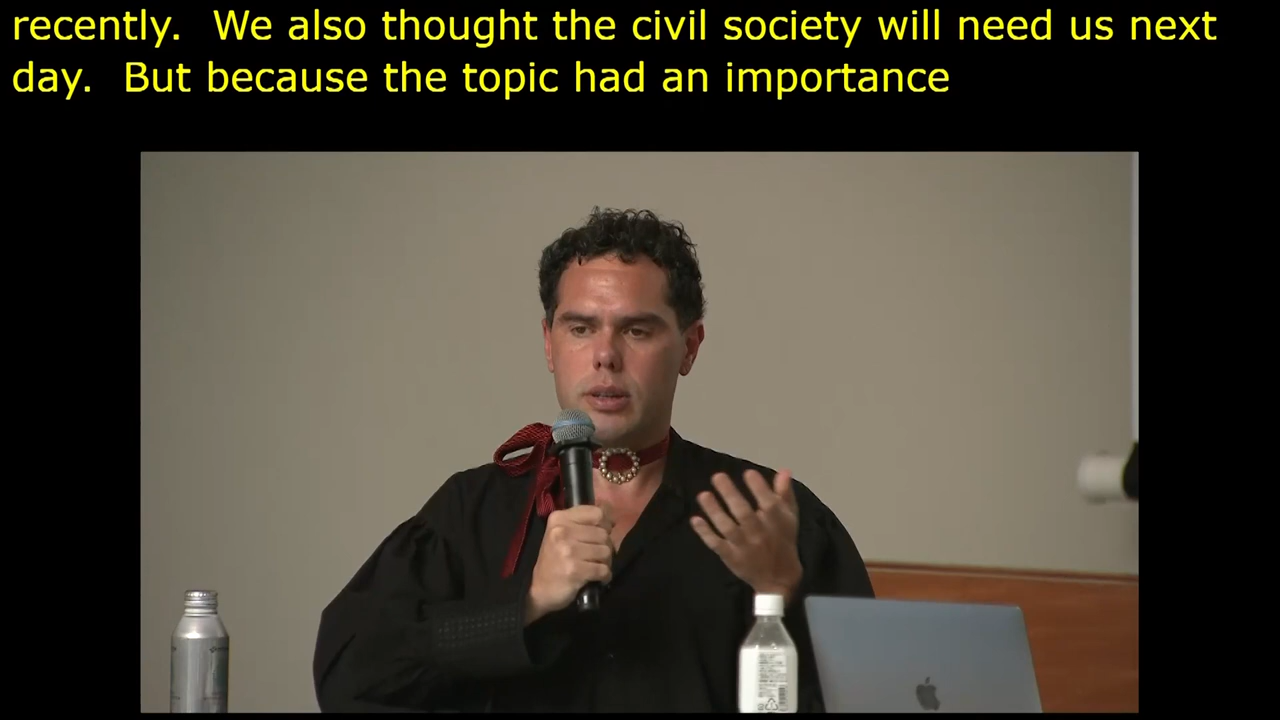 recently.  We also thought the civil society will need us next
day.  But because the topic had an importance